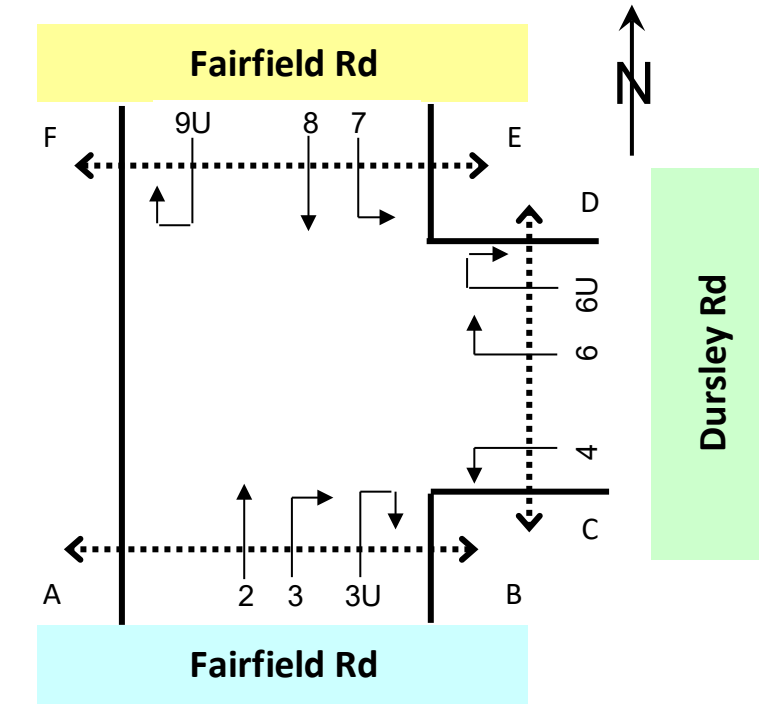 Fairfield Rd
N
9U 8 7
F E
D
6U
6
Dursley Rd
4
C
A 2 3 3U B
Fairfield Rd